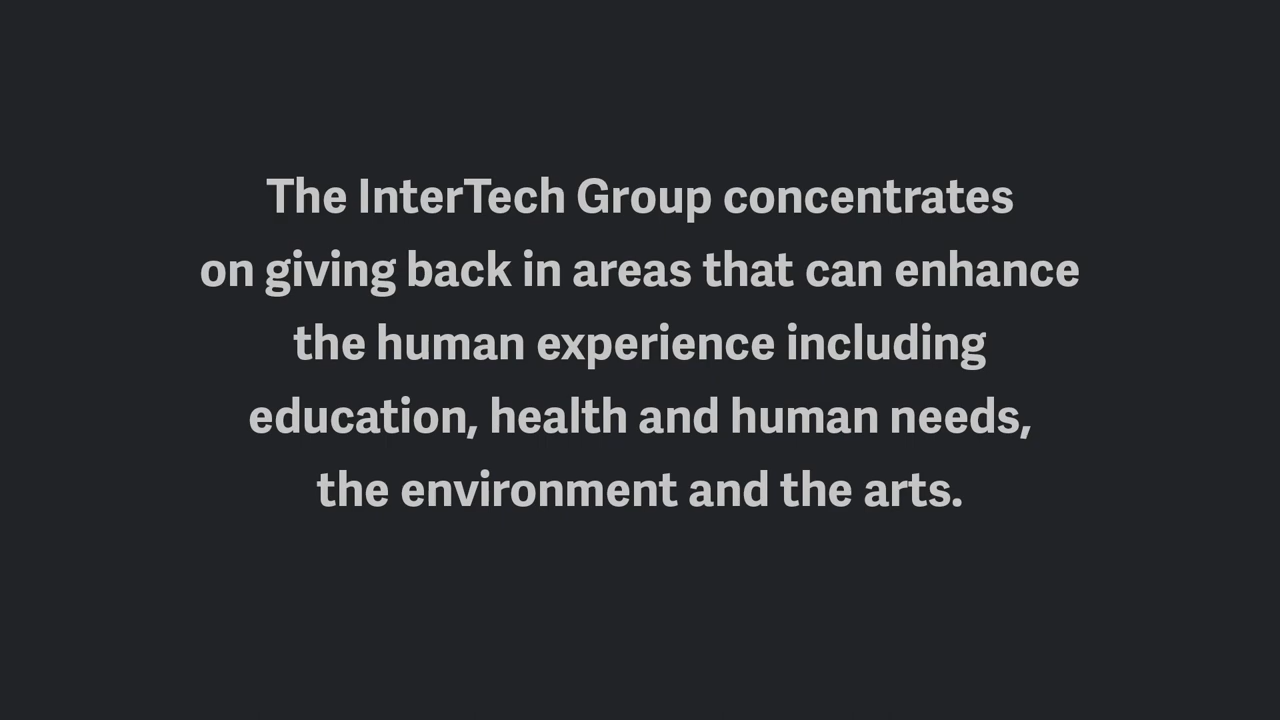 The InterTech Group concentrates
on giving back in areas that can enhance
the human experience including
education, health and human needs,
the environment and the arts.